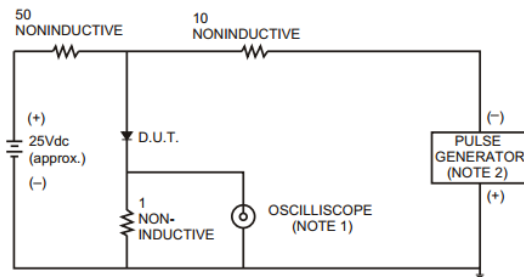 50
NONINDUCTIVE
10
NONINDUCTIVE
(+)
25Vdc
(approx.)
(–)
D.U.T.
1
NON-
INDUCTIVE
OSCILLISCOPE
(NOTE 1)
(–)
PULSE
GENERATOR
(NOTE 2)
(+)